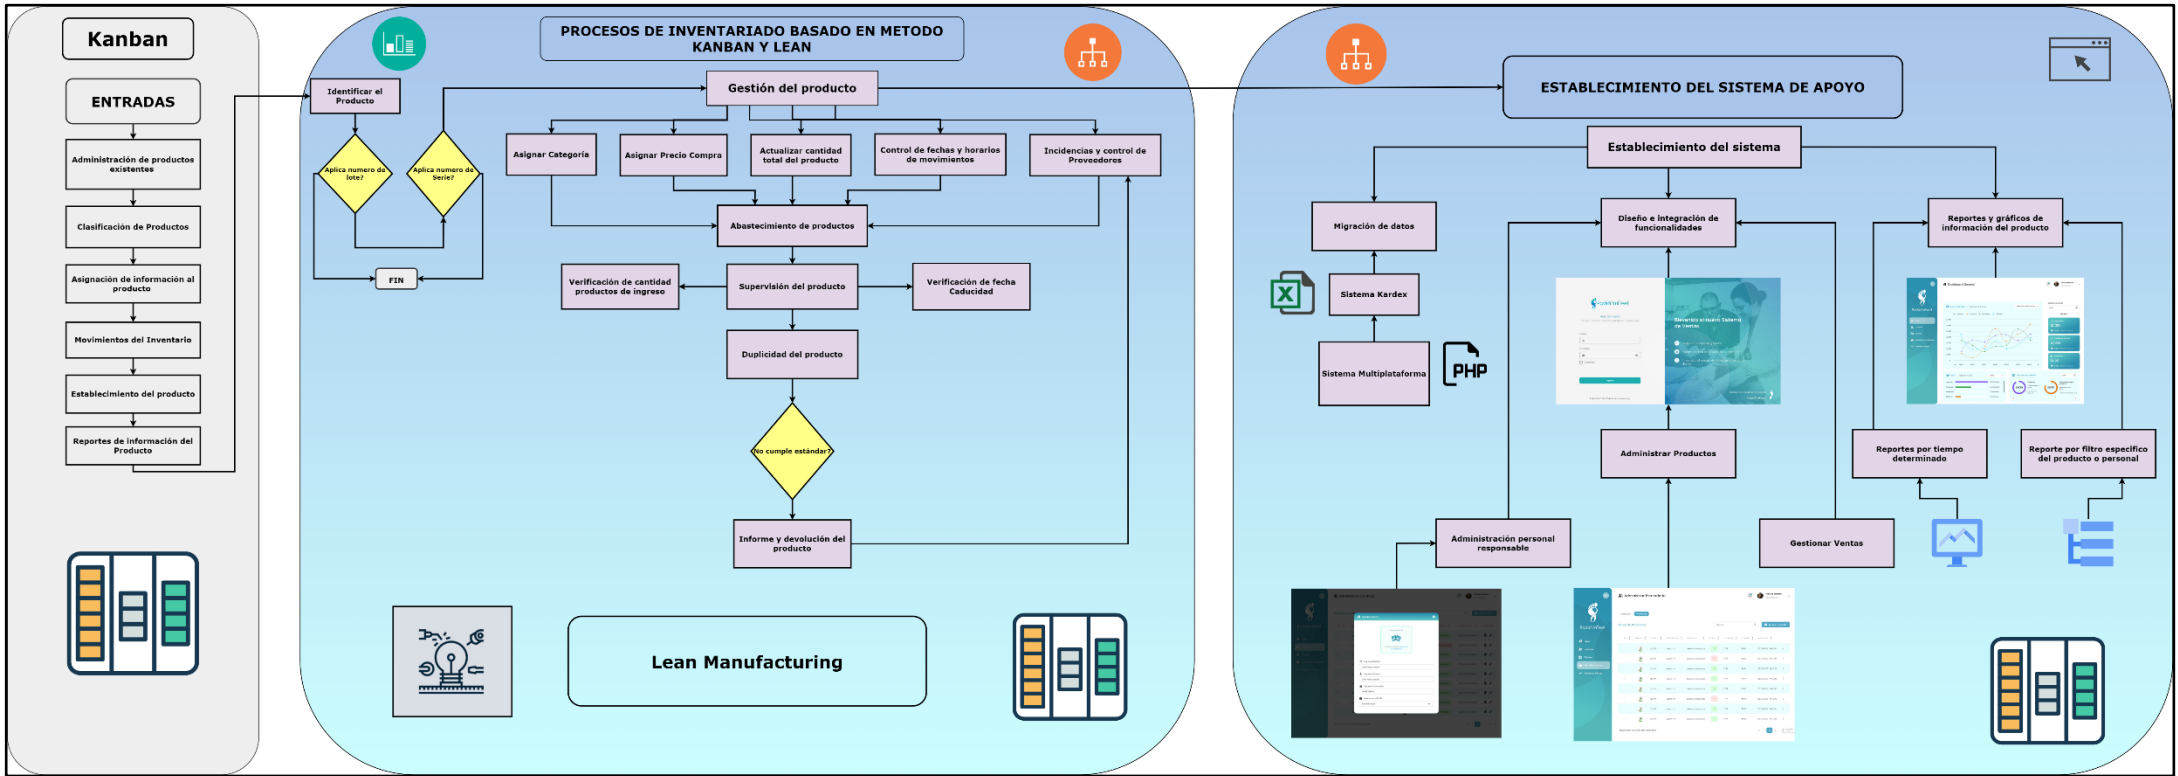 Kanban
ENTRADAS
Administración de productos
existentes
Clasificación de Productos
Asignación de información al
producto
Movimientos del Inventario
Establecimiento del producto
Reportes de información del
Producto
PROCESOS DE INVENTARIADO BASADO EN METODO
KANBAN Y LEAN
Identificar el
Producto
Aplica numero de
lote?
Aplica numero de
Serie?
FIN
Gestión del producto
Asignar Categoría
Asignar Precio Compra
Actualizar cantidad
total del producto
Control de fechas y horarios
de movimientos
Incidencias y control de
Proveedores
Abastecimiento de productos
Verificación de cantidad
productos de ingreso
Supervisión del producto
Verificación de fecha
Caducidad
Duplicidad del producto
No cumple estándar?
Informe y devolución del
producto
Lean Manufacturing
ESTABLECIMIENTO DEL SISTEMA DE APOYO
Establecimiento del sistema
Migración de datos
Sistema Kardex
Sistema Multiplataforma
X
PHP
Diseño e integración de
funcionalidades
Bienvenido al nuevo Sistema
de Ventas
Administrar Productos
Administración personal
responsable
Gestionar Ventas
Reportes y gráficos de
información del producto
Reportes por tiempo
determinado
Reporte por filtro especifico
del producto o personal